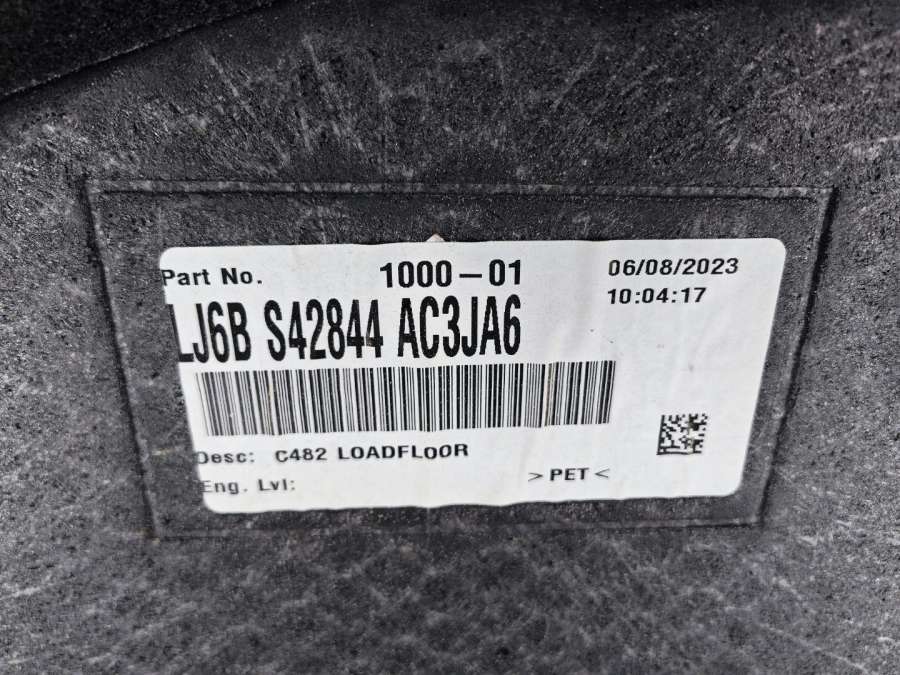 Part No. 1000-01 06/08/2023
10:04:17
LJ6B S42844 AC3JA6
Desc: C482 LOADFLOOR
>PET<
Eng. Lvl: